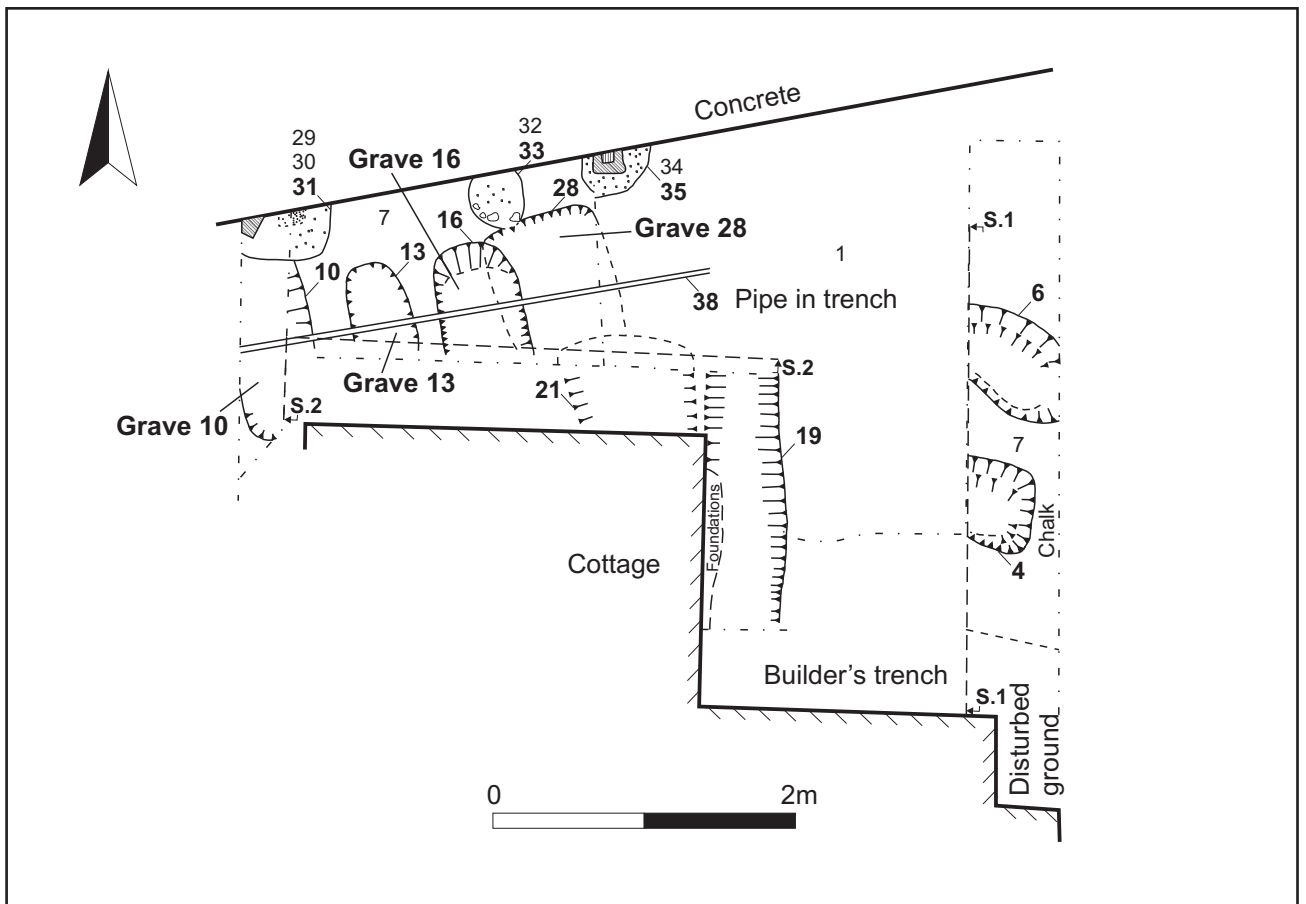 Concrete
29
30
31
32
33
34
35
Grave 16
7
16
28
Grave 28
10
13
S.1
1
6
38
Pipe in trench
Grave 13
S.2
21
Grave 10
S.2
19
7
Foundations
Chalk
Cottage
4
Builder's trench
S.1
Disturbed
ground
0
2m